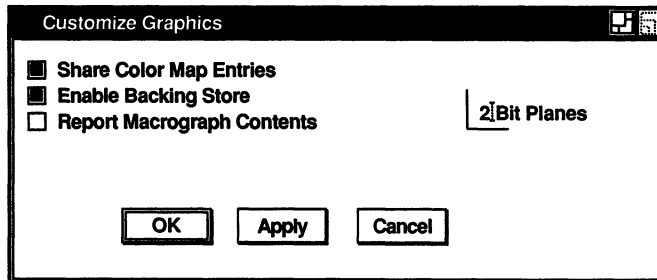 Customize Graphics
Share Color Map Entries
Enable Backing Store
Report Macrograph Contents
2 Bit Planes
OK
Apply
Cancel